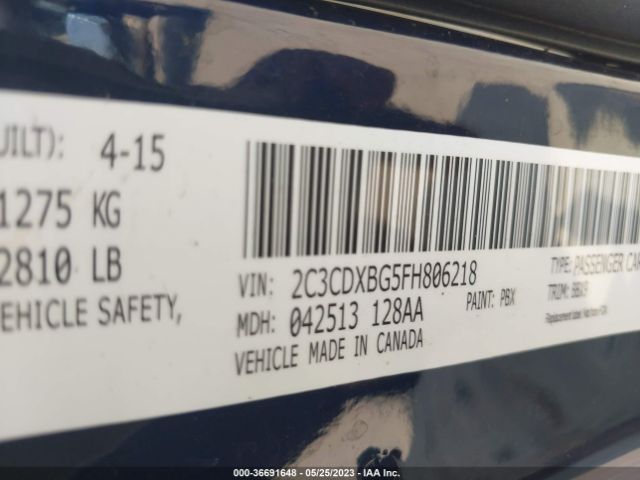 UILT): 4-15
1275 KG
2810 LB
EHICLE SAFETY,
VIN: 2C3CDXBG5FH806218
TYPE: PASSENGER CAR
MDH: 042513 128AA
PAINT: PBX
TRIM:
VEHICLE MADE IN CANADA
000-36691648 - 05/25/2023 - IAA Inc.